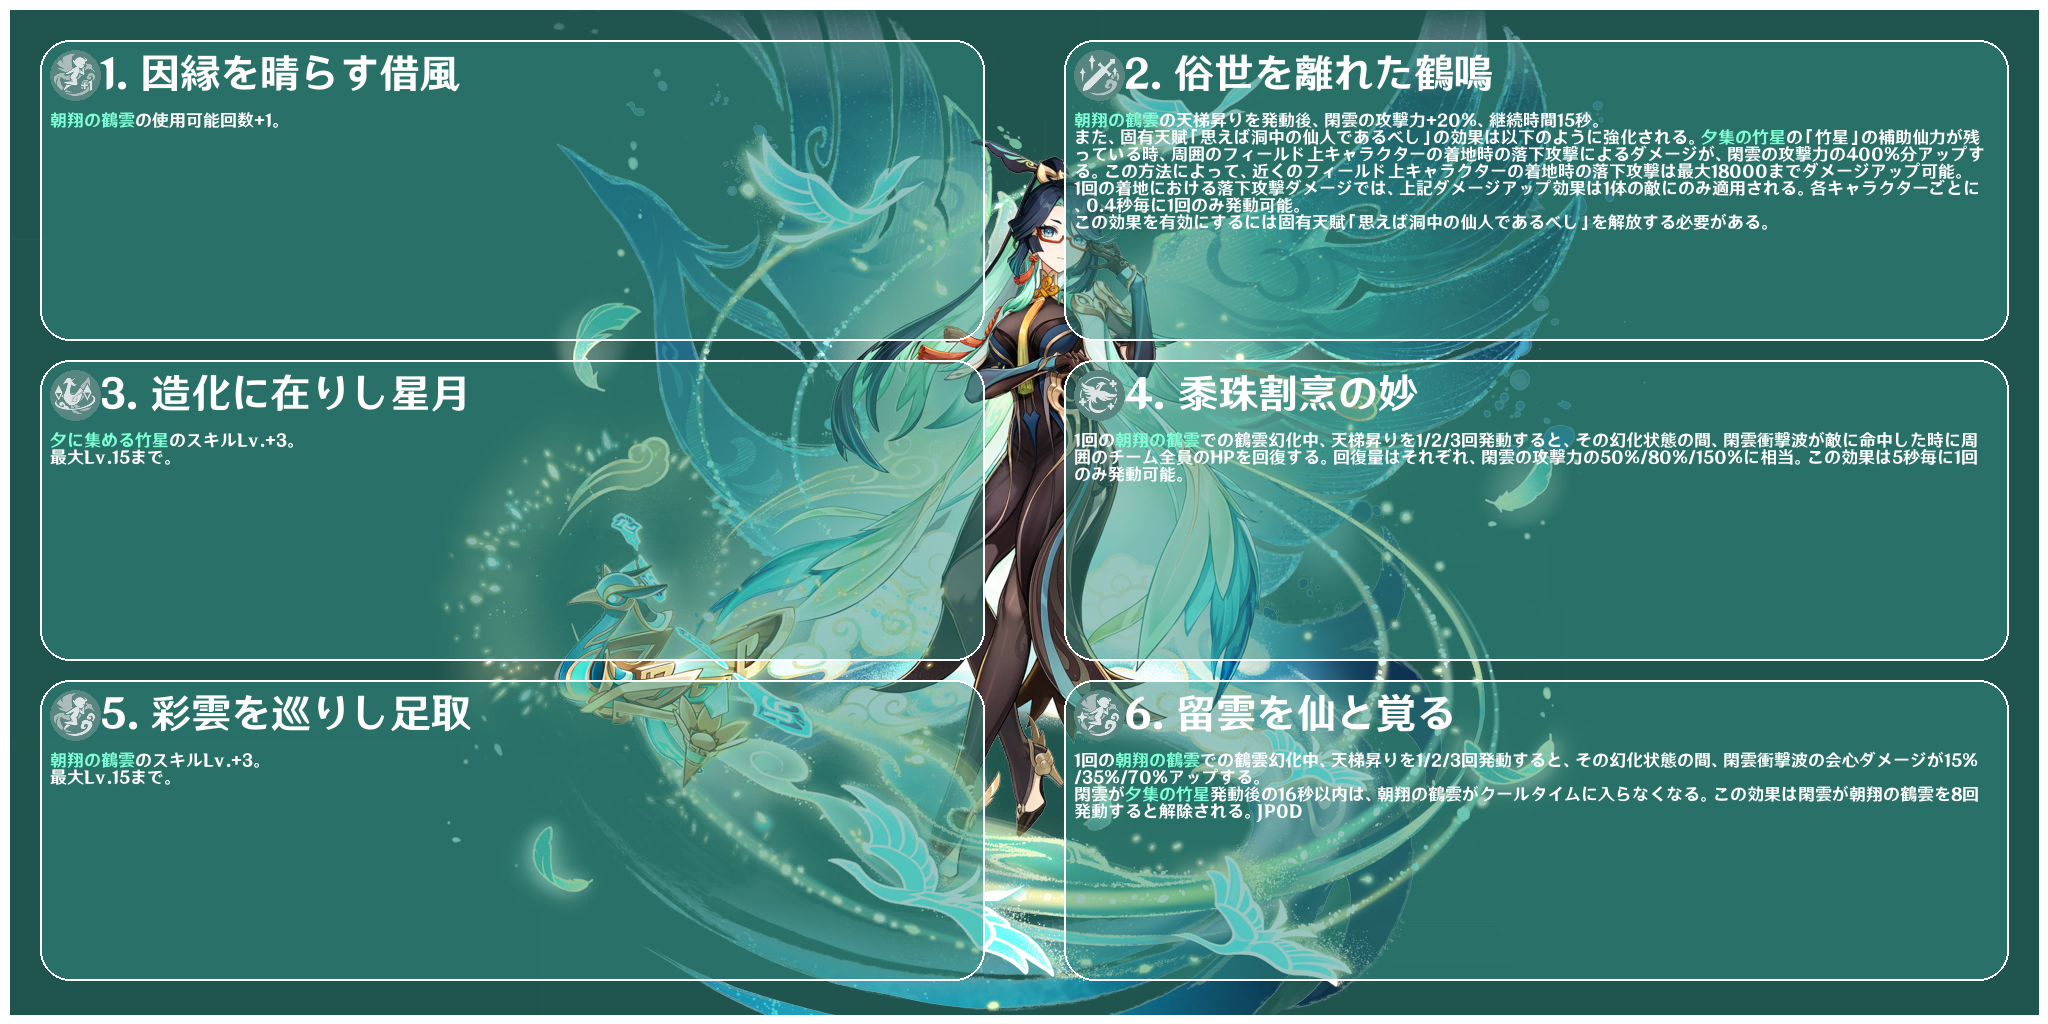 1. 因縁を晴らす借風
朝翔の鶴雲の使用可能回数+1。
2. 俗世を離れた鶴鳴
朝翔の鶴雲の天梯昇りを発動後、閑雲の攻撃力+20%、継続時間15秒。
また、固有天賦「思えば洞中の仙人であるべし」の効果は以下のように強化される。夕集の竹星の「竹星」の補助仙力が残
っている時、周囲のフィールド上キャラクターの着地時の落下攻撃によるダメージが、閑雲の攻撃力の400%分アップす
る。この方法によって、近くのフィールド上キャラクターの着地時の落下攻撃は最大18000までダメージアップ可能。
1回の着地における落下攻撃ダメージでは、上記ダメージアップ効果は1体の敵にのみ適用される。各キャラクターごとに
、0.4秒毎に1回のみ発動可能。
この効果を有効にするには固有天賦「思えば洞中の仙人であるべし」を解放する必要がある。
3. 造化に在りし星月
夕に集める竹星のスキルLv.+3。
最大Lv.15まで。
4. 黍珠割烹の妙
1回の朝翔の鶴雲での鶴雲幻化中、天梯昇りを1/2/3回発動すると、その幻化状態の間、閑雲衝撃波が敵に命中した時に周
囲のチーム全員のHPを回復する。回復量はそれぞれ、閑雲の攻撃力の50%/80%/150%に相当。この効果は5秒毎に1回
のみ発動可能。
5. 彩雲を巡りし足取
朝翔の鶴雲のスキルLv.+3。
最大Lv.15まで。
6. 留雲を仙と覚る
1回の朝翔の鶴雲での鶴雲幻化中、天梯昇りを1/2/3回発動すると、その幻化状態の間、閑雲衝撃波の会心ダメージが15%
/35%/70%アップする。
閑雲が夕集の竹星発動後の16秒以内は、朝翔の鶴雲がクールタイムに入らなくなる。この効果は閑雲が朝翔の鶴雲を8回
発動すると解除される。JP0D